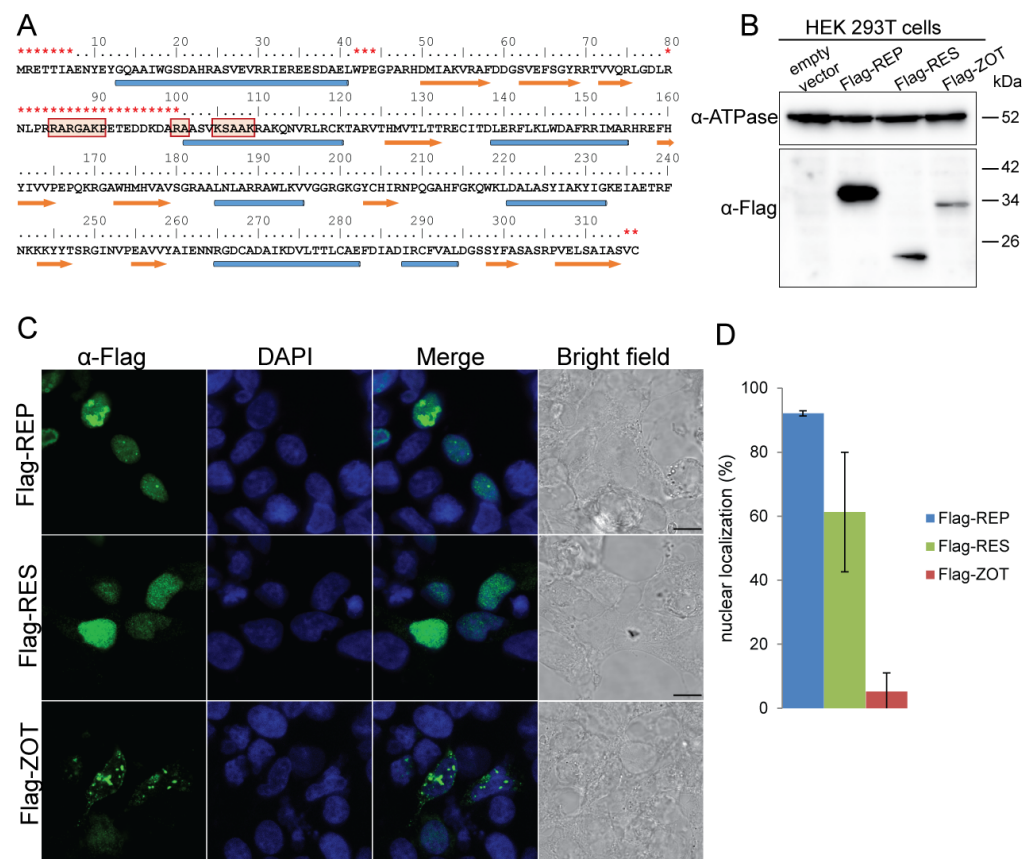 A
10 20 30 40 50 60 70 80
******* *** *
MRETTIAENYEYGQAAIWGSDAHRASVEVRRIEREESDAELWPEGPARHDMIAKVRAFDDGSVEFSGYRRTVVQRLGDLR
90 100 110 120 130 140 150 160
********************
NLPRRARGAKPETEDDKDARAASVKSAAKRAKQNVRLRCKTARVTHMVTLTTRECITDLERFLKLWDAFRRIMARHREFH
170 180 190 200 210 220 230 240
YIVVPEPQKRGAWHMHVAVSGRAALNLARRAWLKVVGGRGKGYCHIRNPQGAHFGKQWKLDALASYIAKYIGKEIAETRF
250 260 270 280 290 300 310
**
NKKKYYTSRGINVPEAVVYAIENNRGDCADAIKDVLTTLCAEFDIADIRCFVALDGSSYFASASRPVELSAIASVC
B
HEK 293T cells
empty vector
Flag-REP
Flag-RES
Flag-ZOT
kDa
α-ATPase
52
42
34
26
α-Flag
C
α-Flag DAPI Merge Bright field
Flag-REP
Flag-RES
Flag-ZOT
D
nuclear localization (%)
100
80
60
40
20
0
Flag-REP
Flag-RES
Flag-ZOT